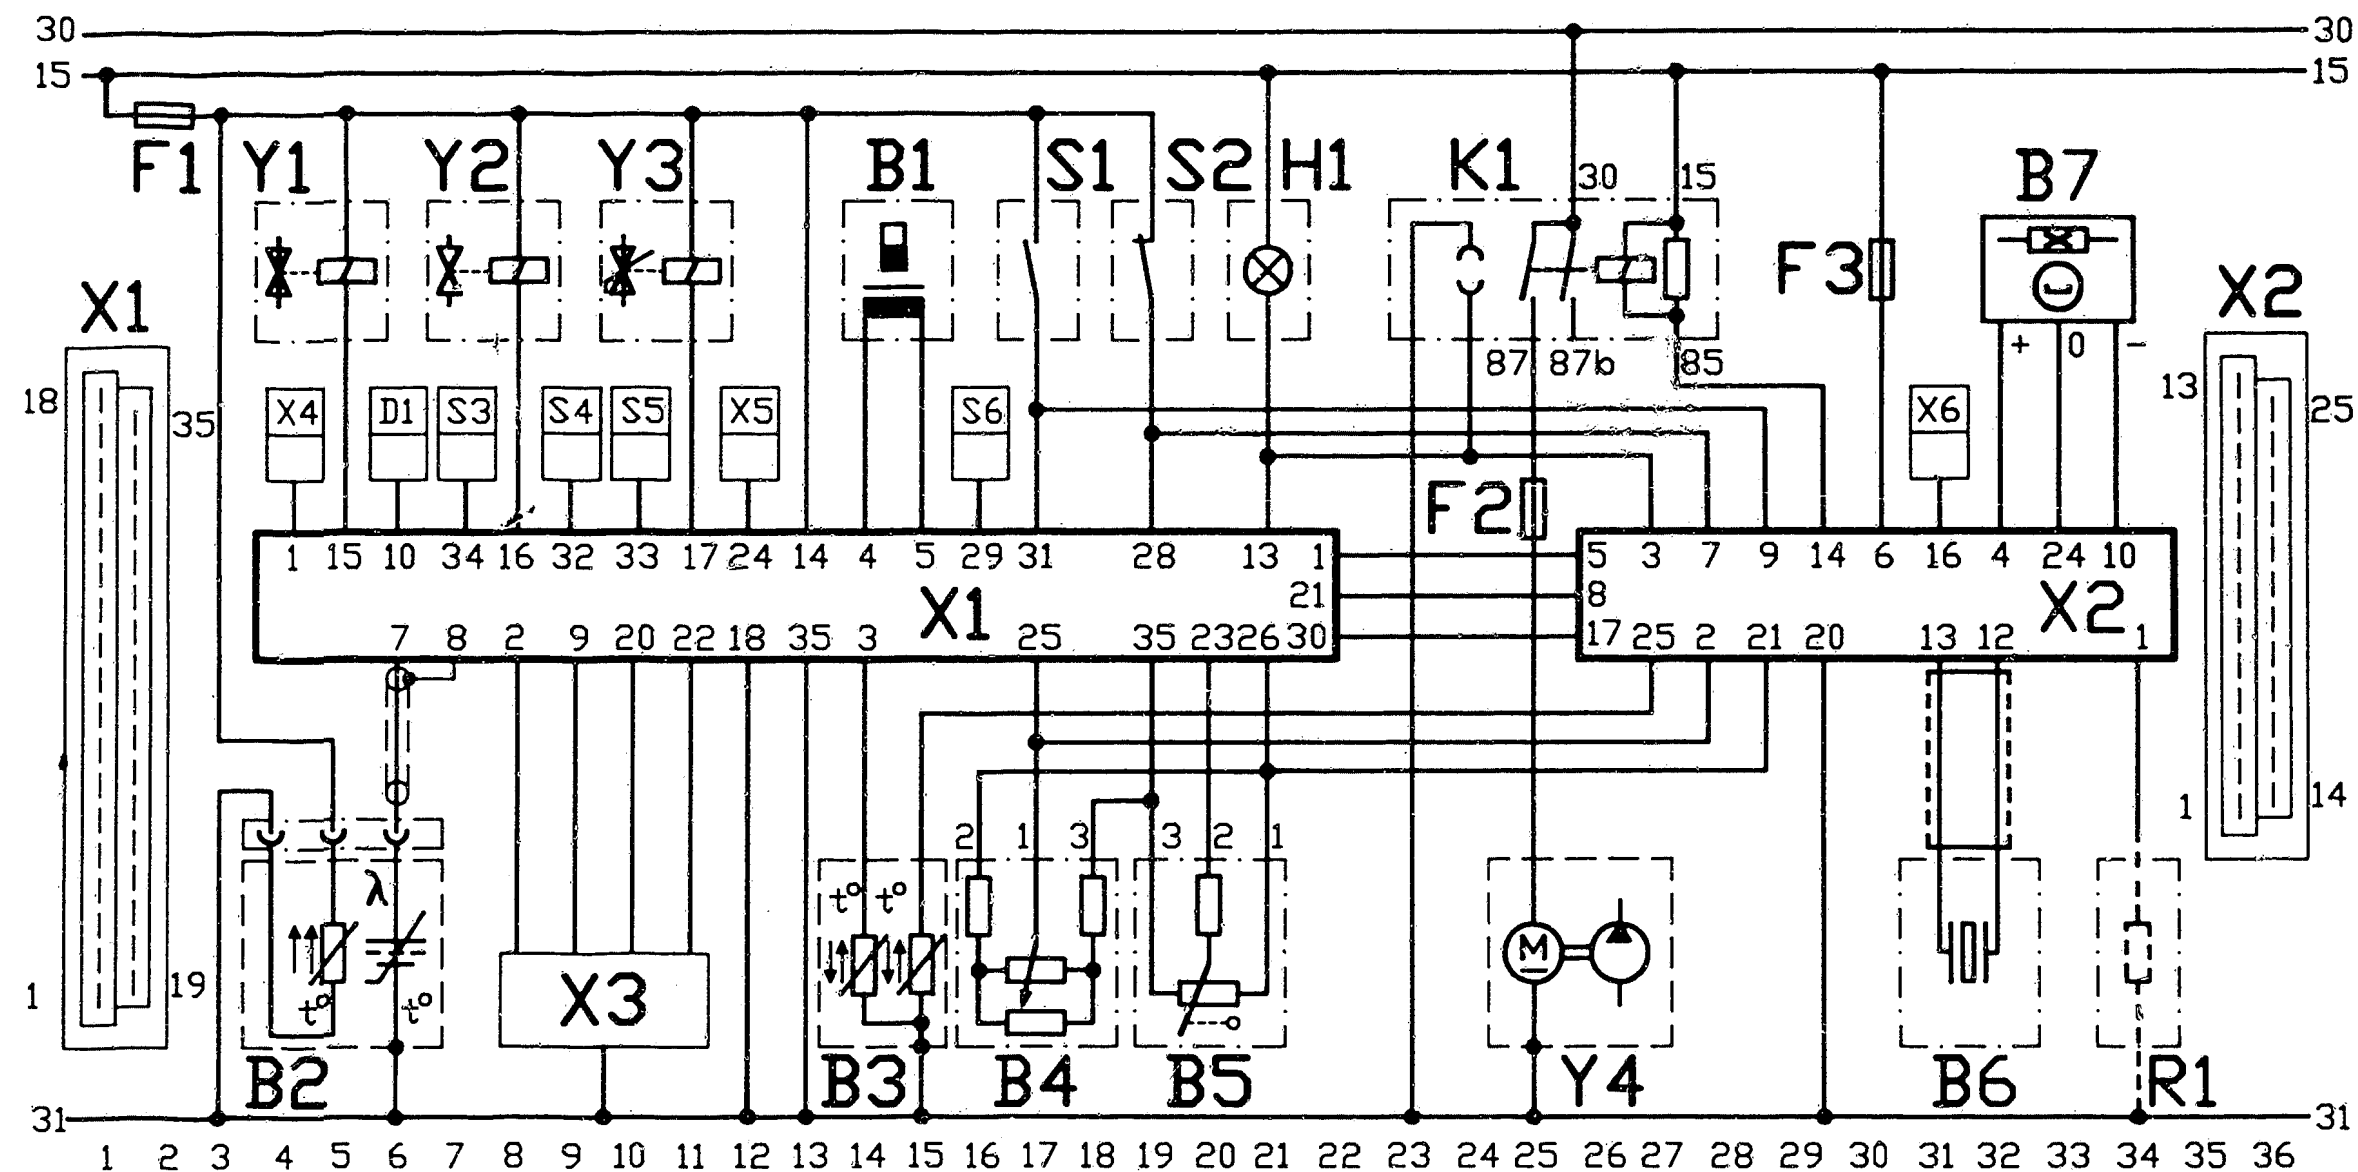 30 30
15 15
F1 Y1 Y2 Y3 B1 S1 S2 H1 K1 30 15 B7
F3
X1 X2
+ 0 -
87 87b 85
18 35 X4 D1 S3 S4 S5 X5 S6 X6 13 25
F2
1 15 10 34 16 32 33 17 24 14 4 5 29 31 28 13 1 5 3 7 9 14 6 16 4 24 10
21 8
X1 X2
7 8 2 9 20 22 18 35 3 25 35 23 26 30 17 25 2 21 20 13 12 1
1 14
2 1 3 3 2 1
λ t° t°
M
1 19 t° t° X3
B2 B3 B4 B5 Y4 B6 R1
31 31
1 2 3 4 5 6 7 8 9 10 11 12 13 14 15 16 17 18 19 20 21 22 23 24 25 26 27 28 29 30 31 32 33 34 35 36